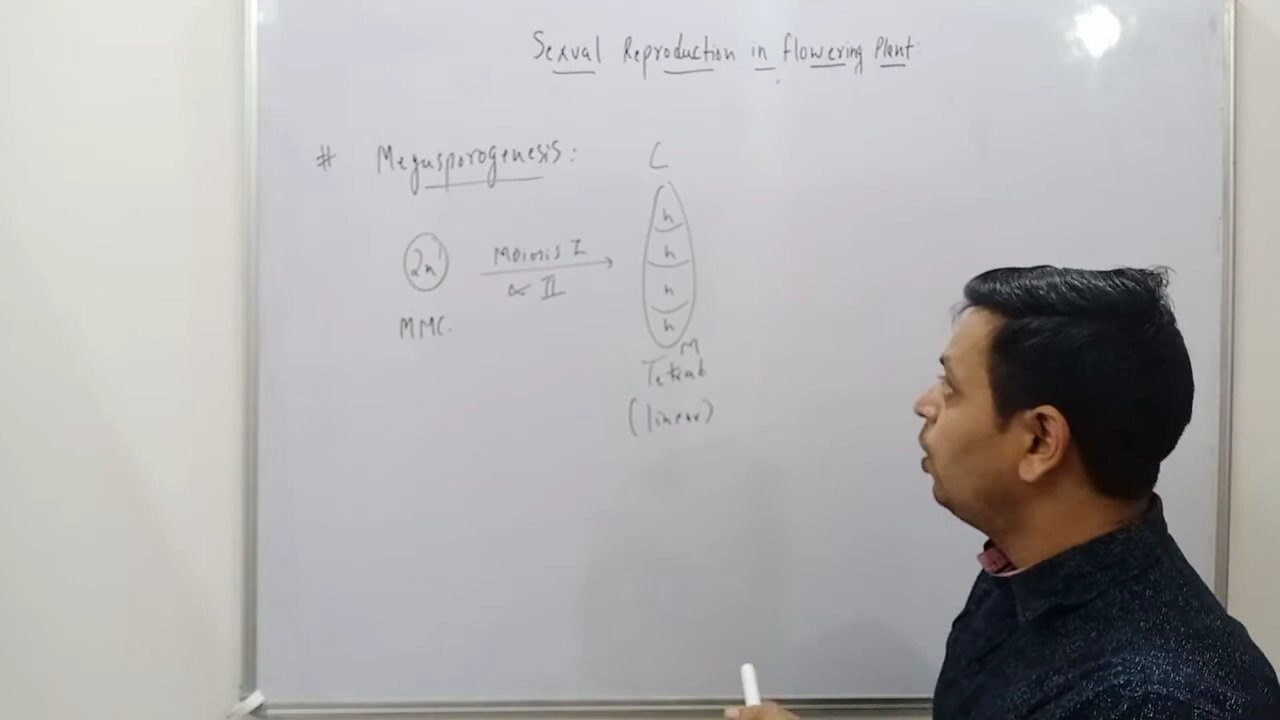 Sexual Reproduction in flowering Plant:
# Megasporogenesis:
C
2n
Meiosis I
& II
MMC.
n
n
n
n
M
Tetrad
(linear)